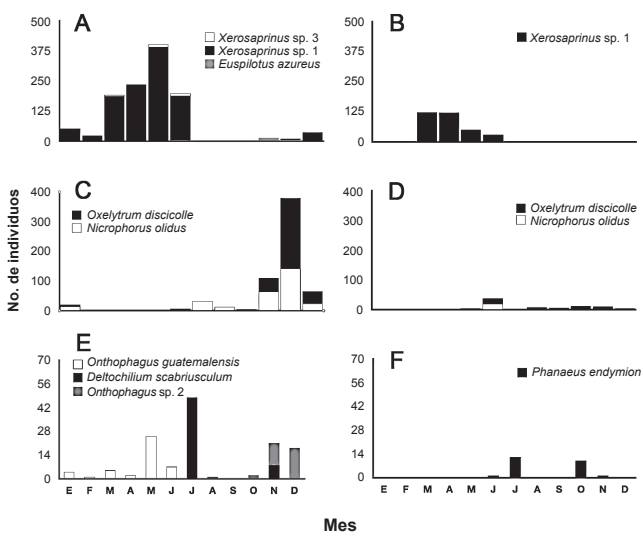 A
500
375
250
125
0
Xerosaprinus sp. 3
Xerosaprinus sp. 1
Euspilotus azureus
B
500
375
250
125
0
Xerosaprinus sp. 1
No. de individuos
C
400
300
200
100
0
Oxelytrum discicolle
Nicrophorus olidus
D
400
300
200
100
0
Oxelytrum discicolle
Nicrophorus olidus
E
70
56
42
28
14
0
Onthophagus guatemalensis
Deltochilium scabriusculum
Onthophagus sp. 2
E F M A M J J A S O N D
F
70
56
42
28
14
0
Phanaeus endymion
E F M A M J J A S O N D
Mes